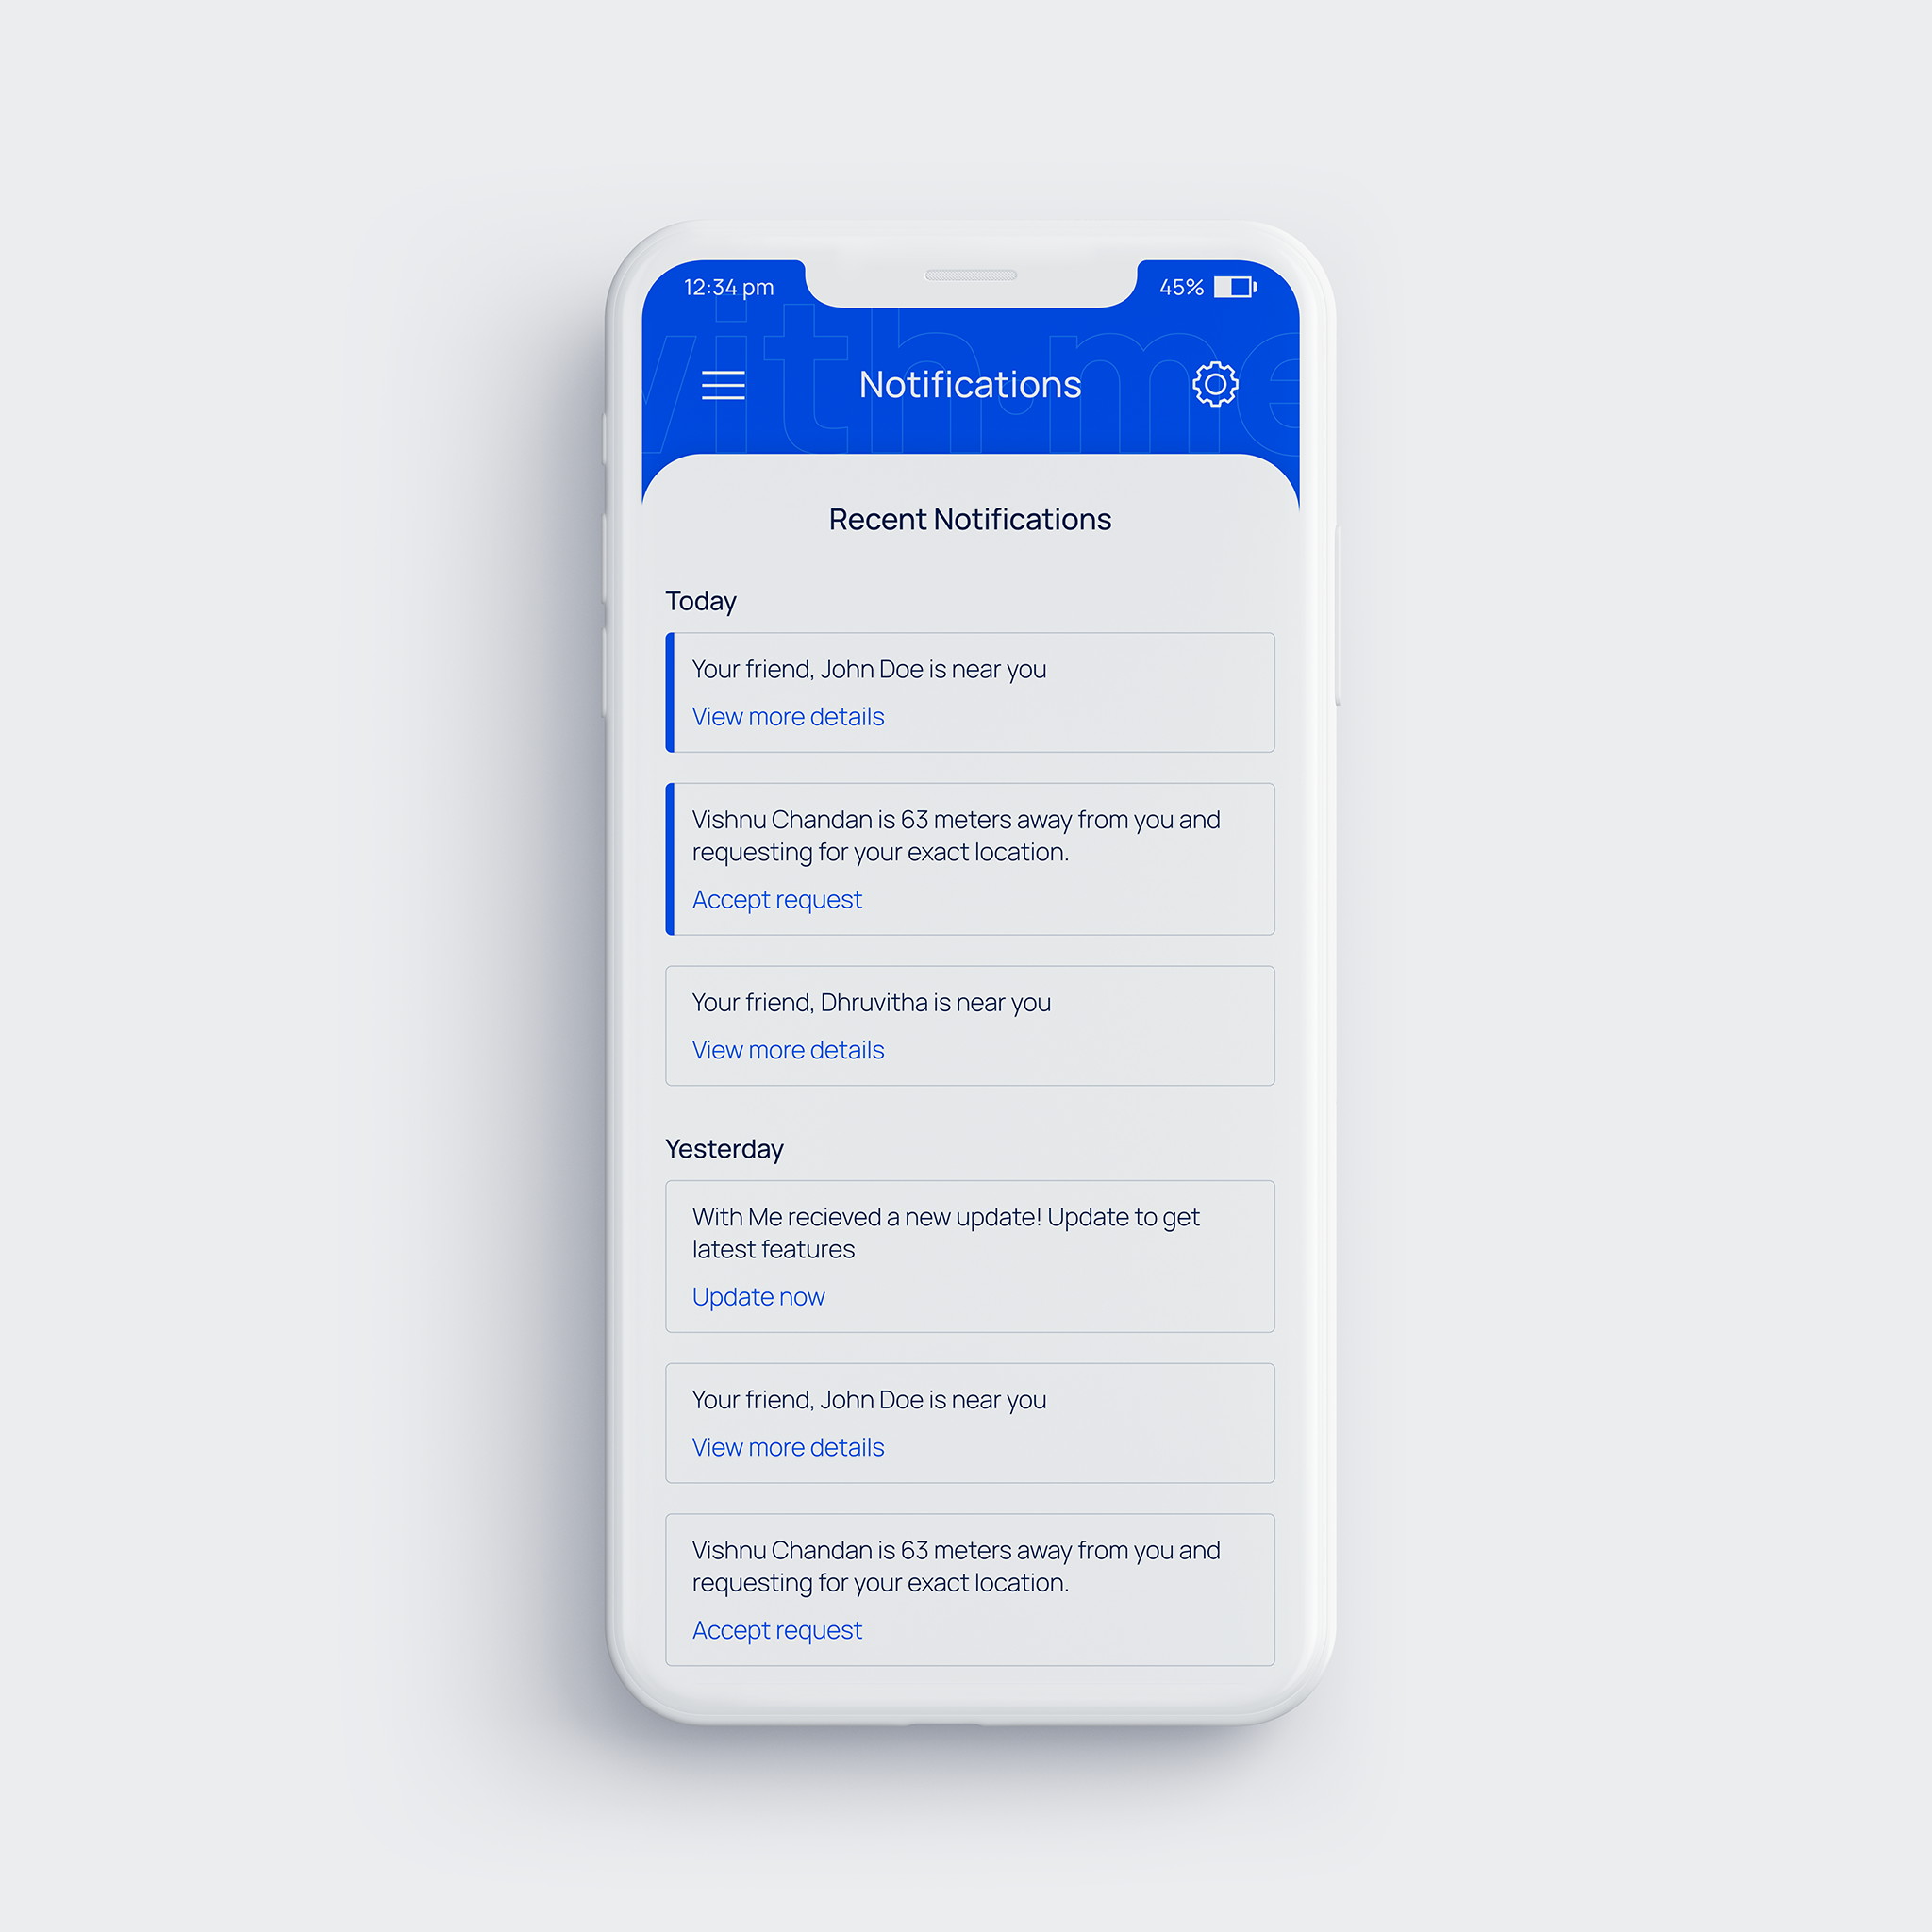 12:34 pm
45%
with me
Notifications
Recent Notifications
Today
Your friend, John Doe is near you
View more details
Vishnu Chandan is 63 meters away from you and
requesting for your exact location.
Accept request
Your friend, Dhruvitha is near you
View more details
Yesterday
With Me recieved a new update! Update to get
latest features
Update now
Your friend, John Doe is near you
View more details
Vishnu Chandan is 63 meters away from you and
requesting for your exact location.
Accept request